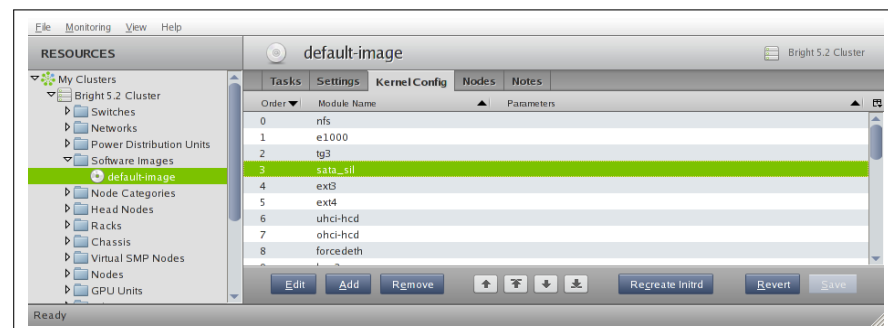 File Monitoring View Help
RESOURCES
My Clusters
Bright 5.2 Cluster
Switches
Networks
Power Distribution Units
Software Images
default-image
Node Categories
Head Nodes
Racks
Chassis
Virtual SMP Nodes
Nodes
GPU Units
default-image
Bright 5.2 Cluster
Tasks Settings Kernel Config Nodes Notes
Order Module Name Parameters
0 nfs
1 e1000
2 tg3
3 sata_sil
4 ext3
5 ext4
6 uhci-hcd
7 ohci-hcd
8 forcedeth
Edit Add Remove Recreate Initrd Revert Save
Ready